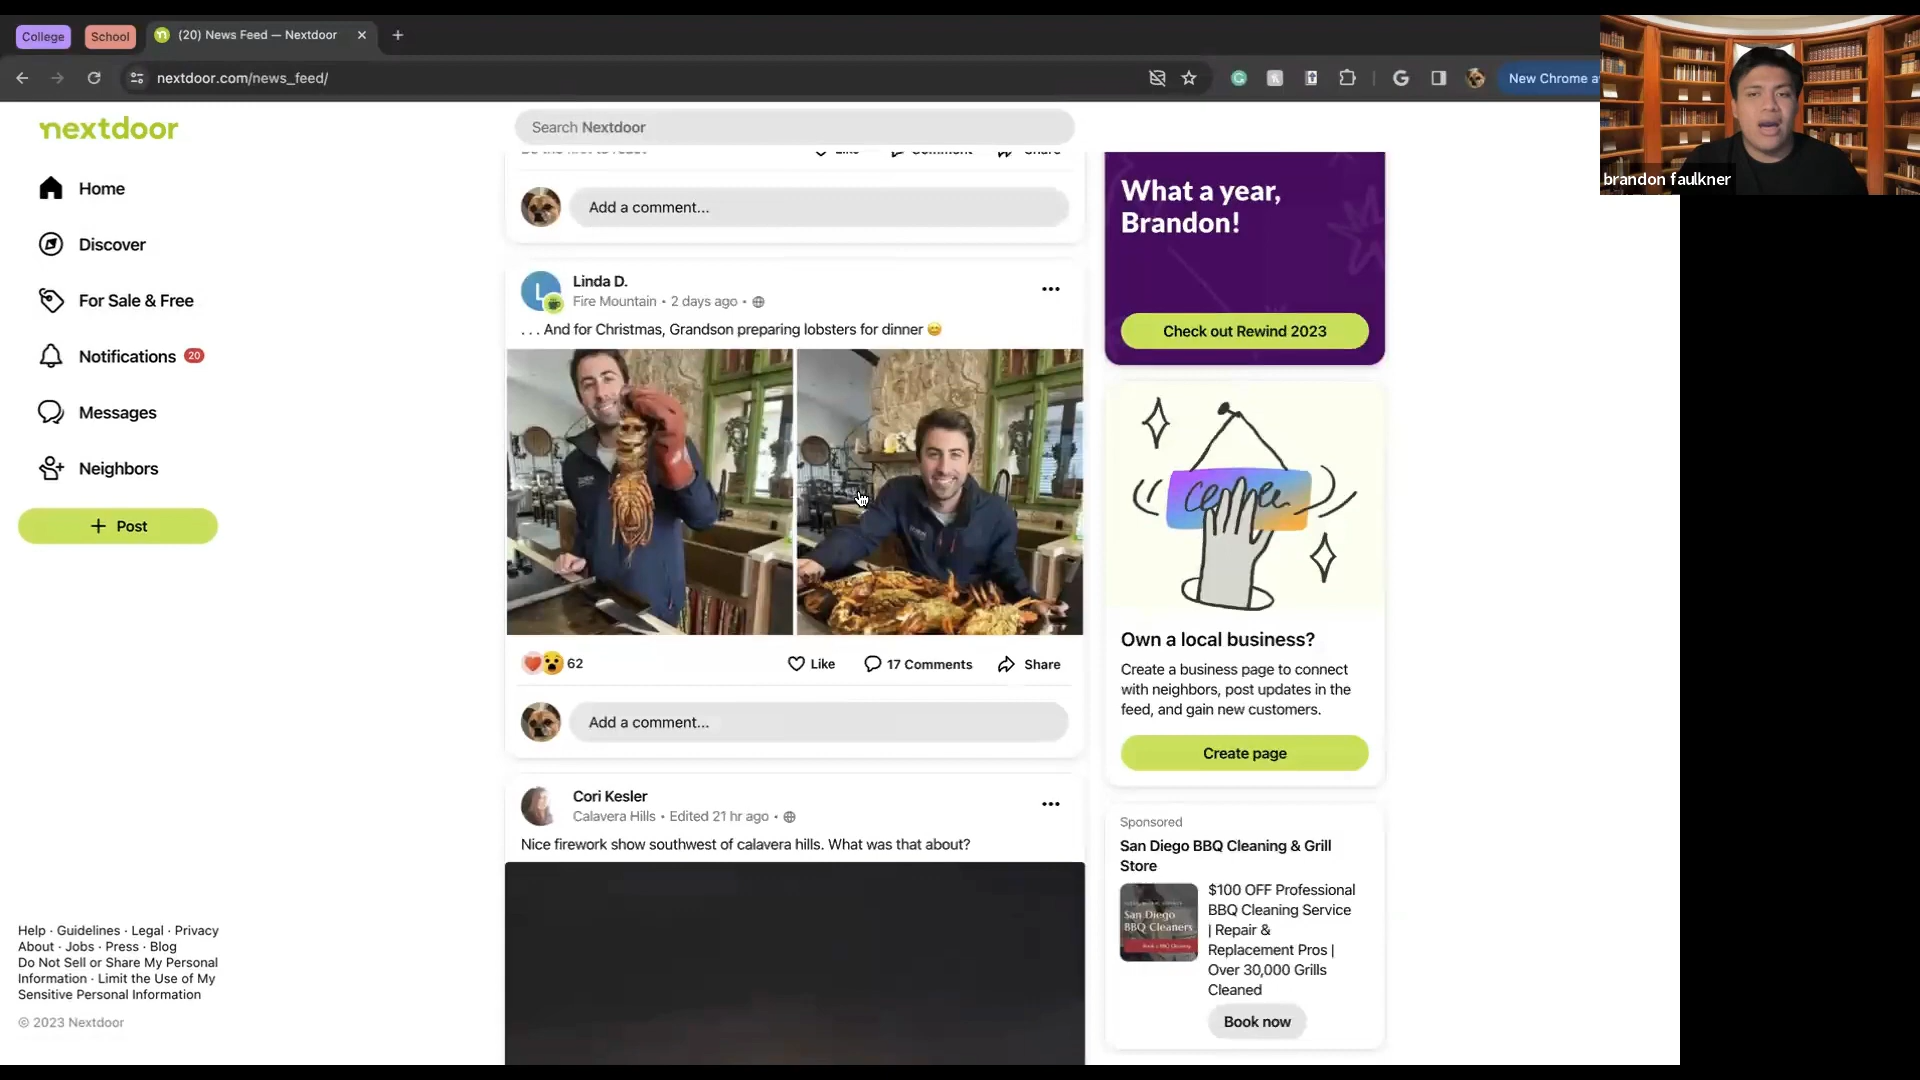 College
School
(20) News Feed — Nextdoor
nextdoor.com/news_feed/
New Chrome a
brandon faulkner
nextdoor
Search Nextdoor
Home
Discover
For Sale & Free
Notifications 20
Messages
Neighbors
+ Post
Help · Guidelines · Legal · Privacy
About · Jobs · Press · Blog
Do Not Sell or Share My Personal
Information · Limit the Use of My
Sensitive Personal Information
© 2023 Nextdoor
Like Comment Share
Add a comment...
L
Linda D.
Fire Mountain • 2 days ago •
. . . And for Christmas, Grandson preparing lobsters for dinner 😊
62
Like
17 Comments
Share
Add a comment...
Cori Kesler
Calavera Hills • Edited 21 hr ago •
Nice firework show southwest of calavera hills. What was that about?
What a year,
Brandon!
Check out Rewind 2023
Own a local business?
Create a business page to connect
with neighbors, post updates in the
feed, and gain new customers.
Create page
Sponsored
San Diego BBQ Cleaning & Grill
Store
San Diego
BBQ Cleaners
$100 OFF Professional
BBQ Cleaning Service
| Repair &
Replacement Pros |
Over 30,000 Grills
Cleaned
Book now